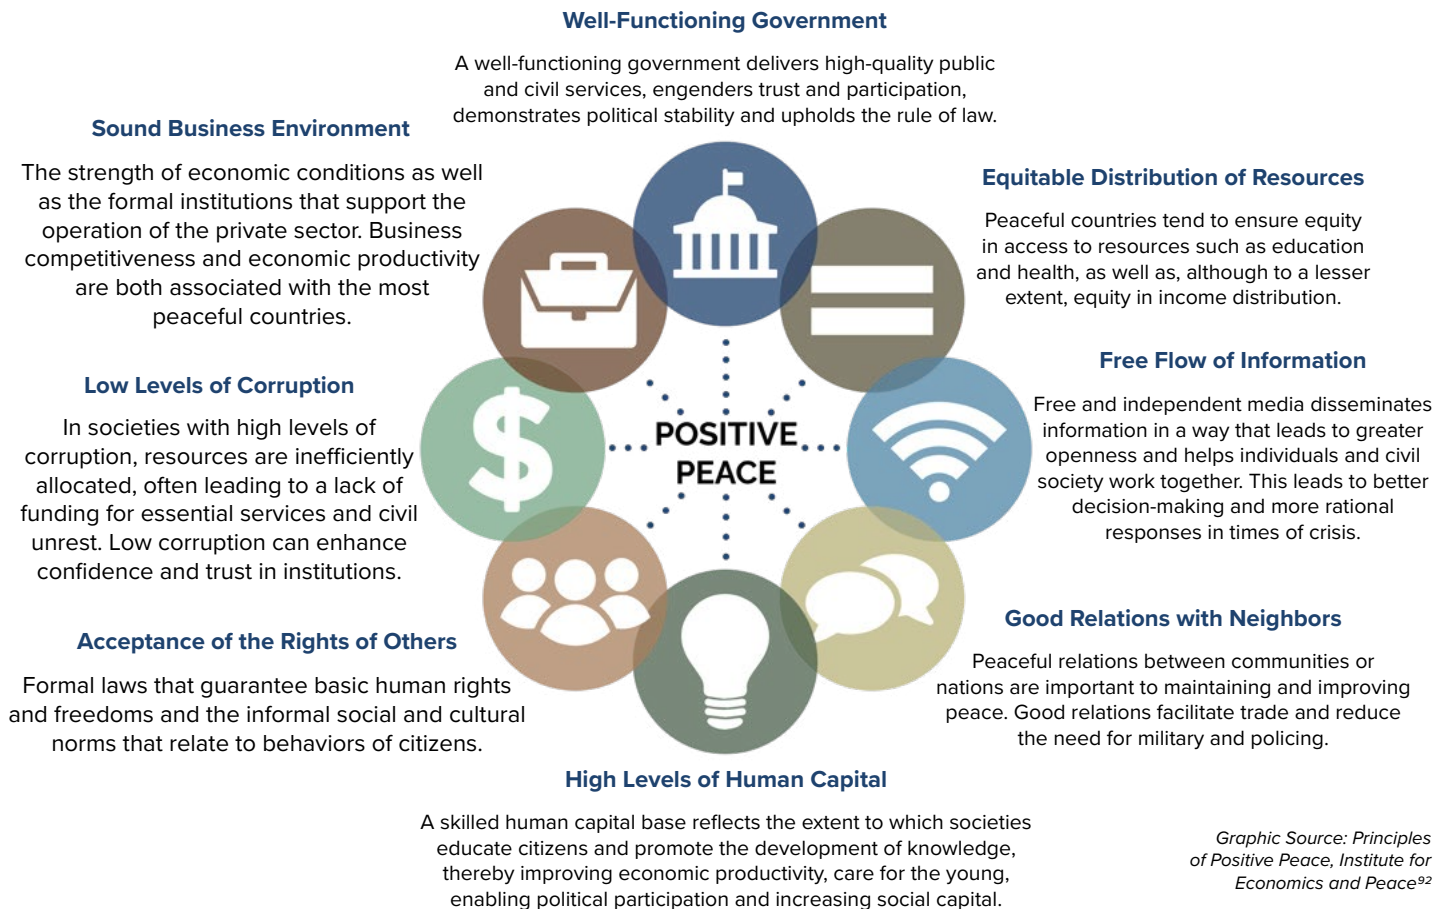 Well-Functioning Government
A well-functioning government delivers high-quality public
and civil services, engenders trust and participation,
demonstrates political stability and upholds the rule of law.
Sound Business Environment
The strength of economic conditions as well
as the formal institutions that support the
operation of the private sector. Business
competitiveness and economic productivity
are both associated with the most
peaceful countries.
Equitable Distribution of Resources
Peaceful countries tend to ensure equity
in access to resources such as education
and health, as well as, although to a lesser
extent, equity in income distribution.
Low Levels of Corruption
In societies with high levels of
corruption, resources are inefficiently
allocated, often leading to a lack of
funding for essential services and civil
unrest. Low corruption can enhance
confidence and trust in institutions.
$
POSITIVE
PEACE
Free Flow of Information
Free and independent media disseminates
information in a way that leads to greater
openness and helps individuals and civil
society work together. This leads to better
decision-making and more rational
responses in times of crisis.
Acceptance of the Rights of Others
Formal laws that guarantee basic human rights
and freedoms and the informal social and cultural
norms that relate to behaviors of citizens.
Good Relations with Neighbors
Peaceful relations between communities or
nations are important to maintaining and improving
peace. Good relations facilitate trade and reduce
the need for military and policing.
High Levels of Human Capital
A skilled human capital base reflects the extent to which societies
educate citizens and promote the development of knowledge,
thereby improving economic productivity, care for the young,
enabling political participation and increasing social capital.
Graphic Source: Principles
of Positive Peace, Institute for
Economics and Peace⁹²